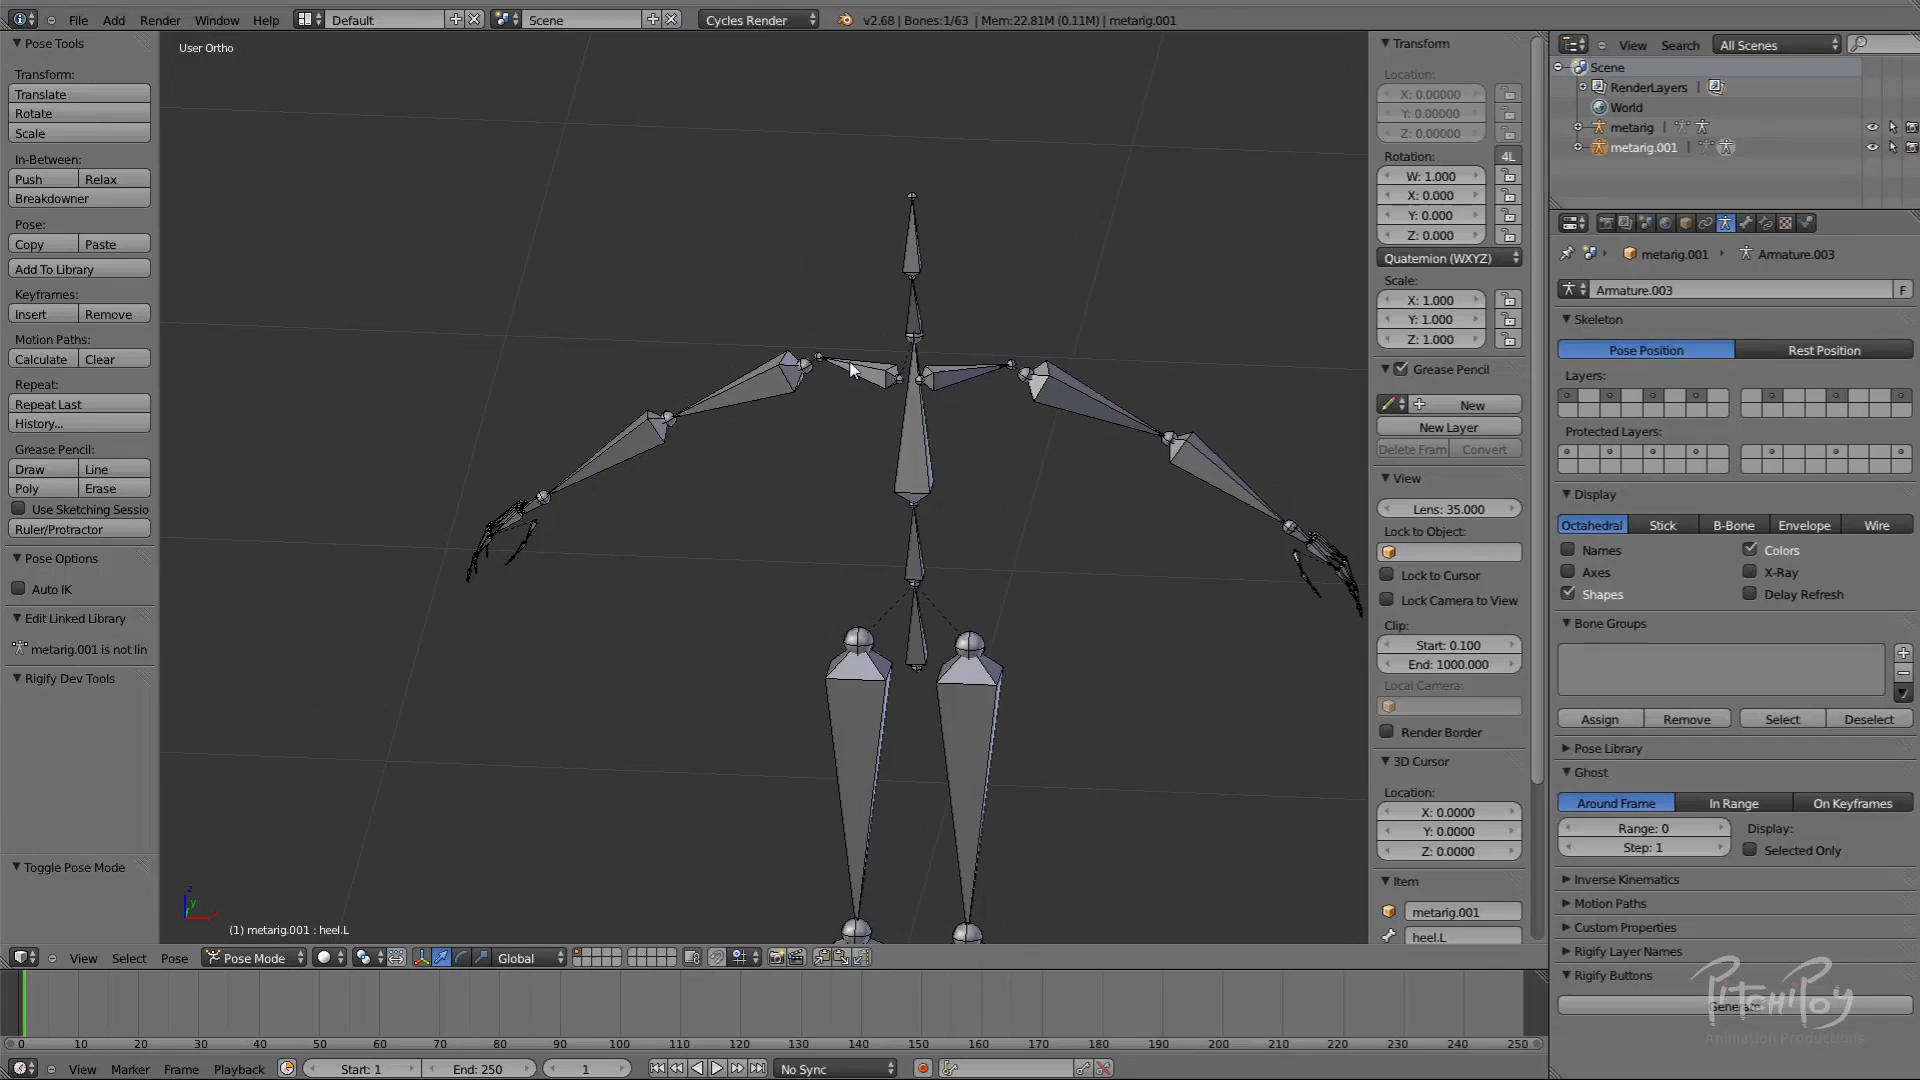 File Add Render Window Help Default Scene Cycles Render v2.68 | Bones:1/63 | Mem:22.81M (0.11M) | metarig.001
Pose Tools
Transform:
Translate
Rotate
Scale
In-Between:
Push Relax
Breakdowner
Pose:
Copy Paste
Add To Library
Keyframes:
Insert Remove
Motion Paths:
Calculate Clear
Repeat:
Repeat Last
History...
Grease Pencil:
Draw Line
Poly Erase
Use Sketching Sessio
Ruler/Protractor
Pose Options
Auto IK
Edit Linked Library
metarig.001 is not lin
Rigify Dev Tools
Toggle Pose Mode
User Ortho
z
y
(1) metarig.001 : heel.L
Transform
Location:
X: 0.00000
Y: 0.00000
Z: 0.00000
Rotation: 4L
W: 1.000
X: 0.000
Y: 0.000
Z: 0.000
Quaternion (WXYZ)
Scale:
X: 1.000
Y: 1.000
Z: 1.000
Grease Pencil
New
New Layer
Delete Fram Convert
View
Lens: 35.000
Lock to Object:
Lock to Cursor
Lock Camera to View
Clip:
Start: 0.100
End: 1000.000
Local Camera:
Render Border
3D Cursor
Location:
X: 0.0000
Y: 0.0000
Z: 0.0000
Item
metarig.001
heel.L
View Search All Scenes
Scene
RenderLayers
World
metarig
metarig.001
metarig.001 Armature.003
Armature.003 F
Skeleton
Pose Position Rest Position
Layers:
Protected Layers:
Display
Octahedral Stick B-Bone Envelope Wire
Names Colors
Axes X-Ray
Shapes Delay Refresh
Bone Groups
Assign Remove Select Deselect
Pose Library
Ghost
Around Frame In Range On Keyframes
Range: 0 Display:
Step: 1 Selected Only
Inverse Kinematics
Motion Paths
Custom Properties
Rigify Layer Names
Rigify Buttons
Generate
PitchiPoy
Animation Productions
View Select Pose Pose Mode Global
0 10 20 30 40 50 60 70 80 90 100 110 120 130 140 150 160 170 180 190 200 210 220 230 240 250
View Marker Frame Playback Start: 1 End: 250 1 No Sync